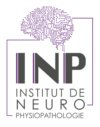 INP
INSTITUT DE
NEURO
PHYSIOPATHOLOGIE